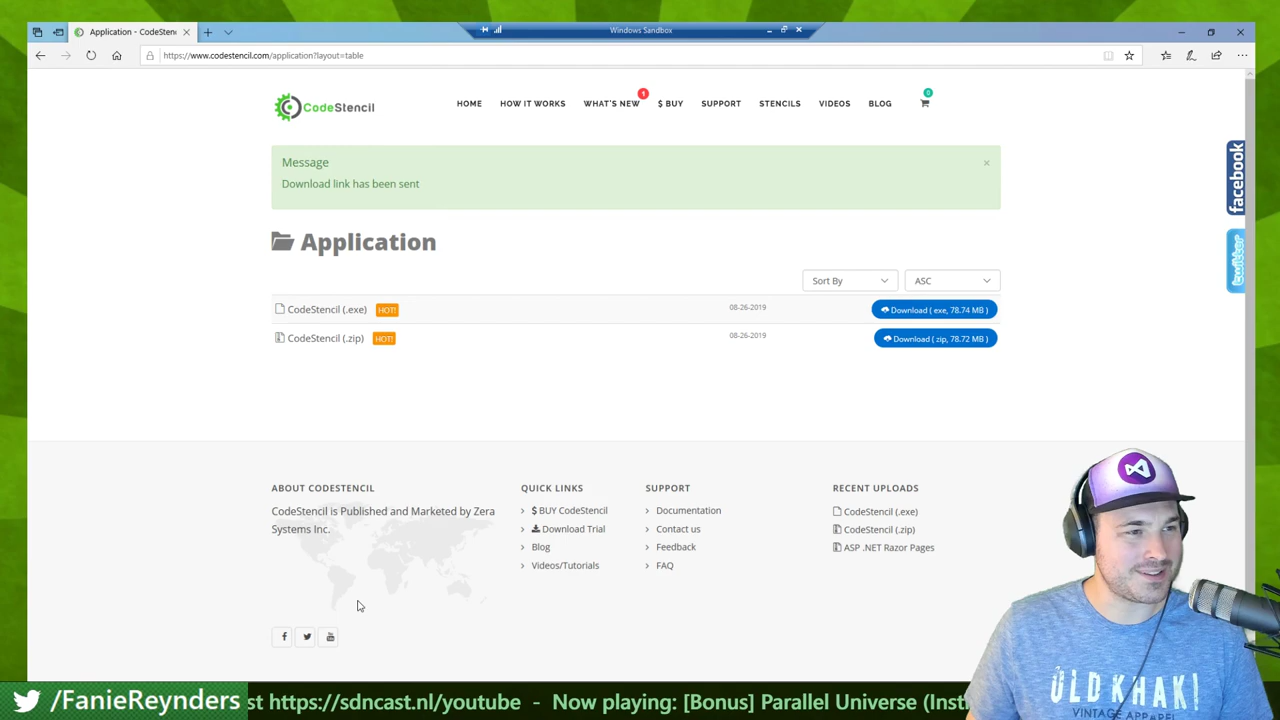 Application - CodeStenc
Windows Sandbox
https://www.codestencil.com/application?layout=table
CodeStencil
HOME
HOW IT WORKS
WHAT'S NEW
1
$ BUY
SUPPORT
STENCILS
VIDEOS
BLOG
0
facebook
twitter
Message
Download link has been sent
Application
Sort By
ASC
CodeStencil (.exe) HOT! 08-26-2019 Download ( exe, 78.74 MB )
CodeStencil (.zip) HOT! 08-26-2019 Download ( zip, 78.72 MB )
ABOUT CODESTENCIL
CodeStencil is Published and Marketed by Zera
Systems Inc.
QUICK LINKS
$ BUY CodeStencil
Download Trial
Blog
Videos/Tutorials
SUPPORT
Documentation
Contact us
Feedback
FAQ
RECENT UPLOADS
CodeStencil (.exe)
CodeStencil (.zip)
ASP .NET Razor Pages
OLD KHAKI
VINTAGE APPAREL
/FanieReynders
st https://sdncast.nl/youtube - Now playing: [Bonus] Parallel Universe (Inst